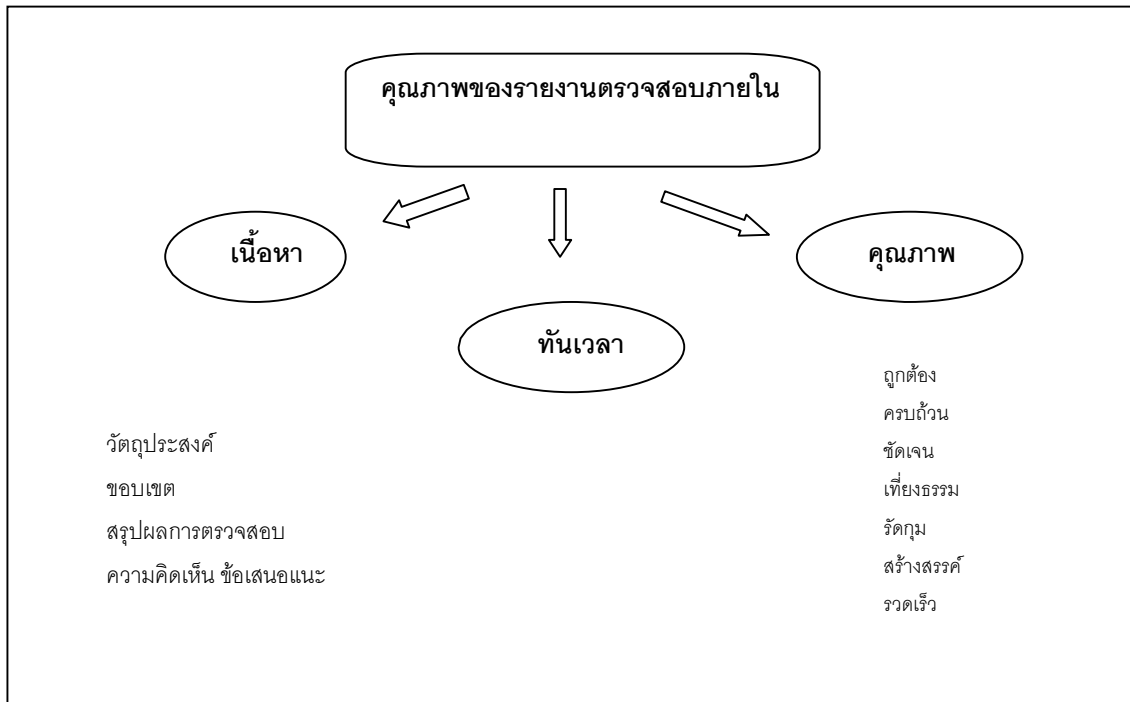 คุณภาพของรายงานตรวจสอบภายใน
เนื้อหา
ทันเวลา
คุณภาพ
วัตถุประสงค์
ขอบเขต
สรุปผลการตรวจสอบ
ความคิดเห็น ข้อเสนอแนะ
ถูกต้อง
ครบถ้วน
ชัดเจน
เที่ยงธรรม
รัดกุม
สร้างสรรค์
รวดเร็ว